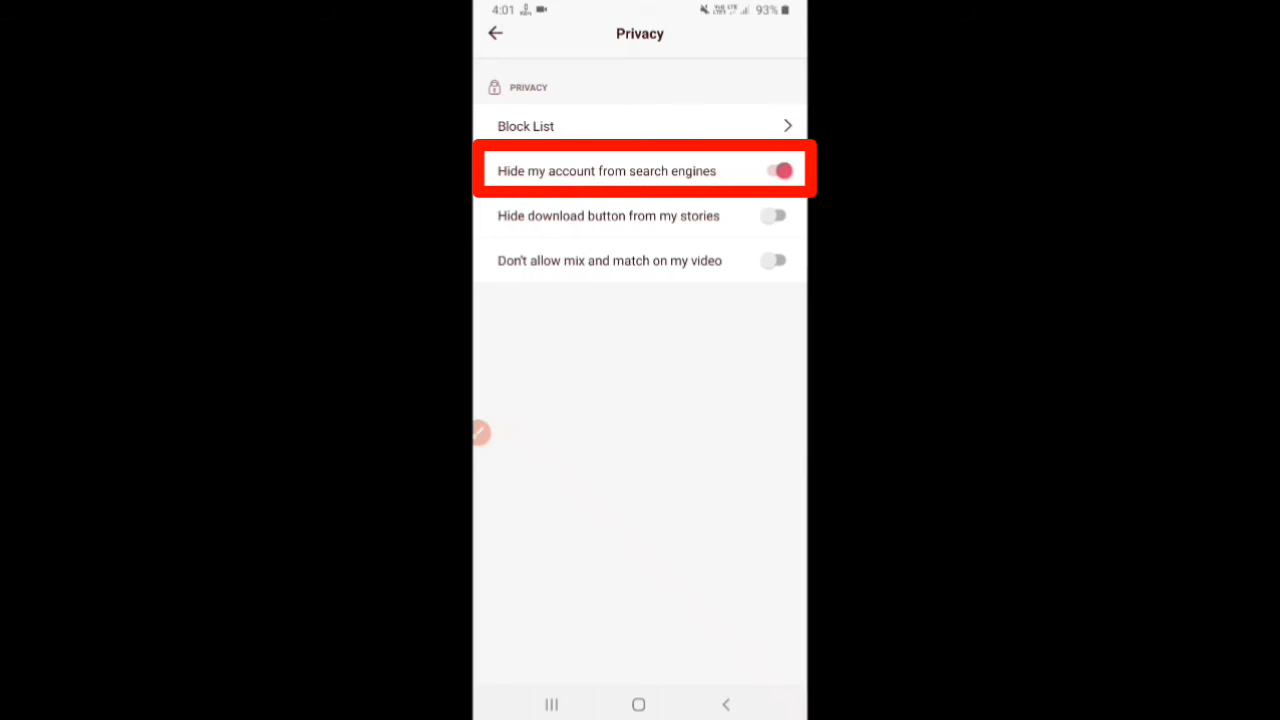 4:01 93%
Privacy
PRIVACY
Block List
Hide my account from search engines
Hide download button from my stories
Don't allow mix and match on my video